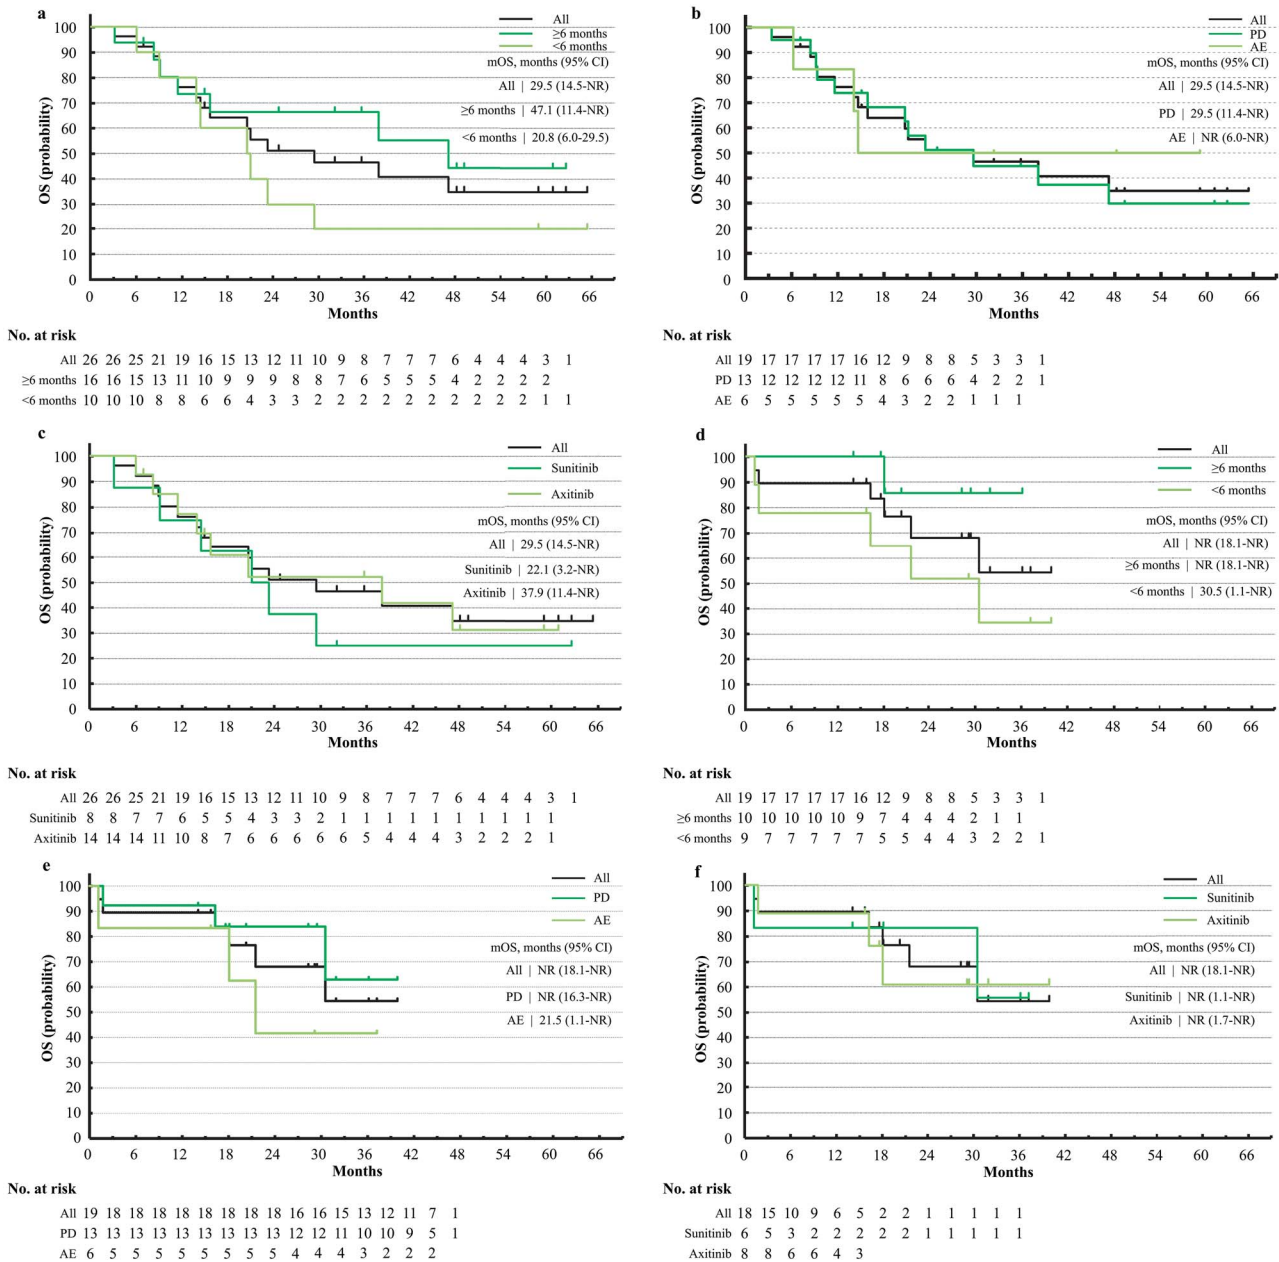 a
All
≥6 months
<6 months
mOS, months (95% CI)
All | 29.5 (14.5-NR)
≥6 months | 47.1 (11.4-NR)
<6 months | 20.8 (6.0-29.5)
OS (probability)
100
90
80
70
60
50
40
30
20
10
0
0 6 12 18 24 30 36 42 48 54 60 66
Months
No. at risk
All 26 26 25 21 19 16 15 13 12 11 10 9 8 7 7 7 6 4 4 4 3 1
≥6 months 16 16 15 13 11 10 9 9 9 8 8 7 6 5 5 5 4 2 2 2 2
<6 months 10 10 10 8 8 6 6 4 3 3 2 2 2 2 2 2 2 2 2 2 1 1
b
All
PD
AE
mOS, months (95% CI)
All | 29.5 (14.5-NR)
PD | 29.5 (11.4-NR)
AE | NR (6.0-NR)
OS (probability)
100
90
80
70
60
50
40
30
20
10
0
0 6 12 18 24 30 36 42 48 54 60 66
Months
No. at risk
All 19 17 17 17 17 16 12 9 8 8 5 3 3 1
PD 13 12 12 12 12 11 8 6 6 6 4 2 2 1
AE 6 5 5 5 5 5 4 3 2 2 1 1 1
c
All
Sunitinib
Axitinib
mOS, months (95% CI)
All | 29.5 (14.5-NR)
Sunitinib | 22.1 (3.2-NR)
Axitinib | 37.9 (11.4-NR)
OS (probability)
100
90
80
70
60
50
40
30
20
10
0
0 6 12 18 24 30 36 42 48 54 60 66
Months
No. at risk
All 26 26 25 21 19 16 15 13 12 11 10 9 8 7 7 7 6 4 4 4 3 1
Sunitinib 8 8 7 7 6 5 5 4 3 3 2 1 1 1 1 1 1 1 1 1 1
Axitinib 14 14 14 11 10 8 7 6 6 6 6 6 5 4 4 4 3 2 2 2 1
d
All
≥6 months
<6 months
mOS, months (95% CI)
All | NR (18.1-NR)
≥6 months | NR (18.1-NR)
<6 months | 30.5 (1.1-NR)
OS (probability)
100
90
80
70
60
50
40
30
20
10
0
0 6 12 18 24 30 36 42 48 54 60 66
Months
No. at risk
All 19 17 17 17 17 16 12 9 8 8 5 3 3 1
≥6 months 10 10 10 10 10 9 7 4 4 4 2 1 1
<6 months 9 7 7 7 7 7 5 5 4 4 3 2 2 1
e
All
PD
AE
mOS, months (95% CI)
All | NR (18.1-NR)
PD | NR (16.3-NR)
AE | 21.5 (1.1-NR)
OS (probability)
100
90
80
70
60
50
40
30
20
10
0
0 6 12 18 24 30 36 42 48 54 60 66
Months
No. at risk
All 19 18 18 18 18 18 18 18 18 16 16 15 13 12 11 7 1
PD 13 13 13 13 13 13 13 13 13 12 12 11 10 10 9 5 1
AE 6 5 5 5 5 5 5 5 5 4 4 4 3 2 2 2
f
All
Sunitinib
Axitinib
mOS, months (95% CI)
All | NR (18.1-NR)
Sunitinib | NR (1.1-NR)
Axitinib | NR (1.7-NR)
OS (probability)
100
90
80
70
60
50
40
30
20
10
0
0 6 12 18 24 30 36 42 48 54 60 66
Months
No. at risk
All 18 15 10 9 6 5 2 2 1 1 1 1 1
Sunitinib 6 5 3 2 2 2 2 2 1 1 1 1 1
Axitinib 8 8 6 6 4 3